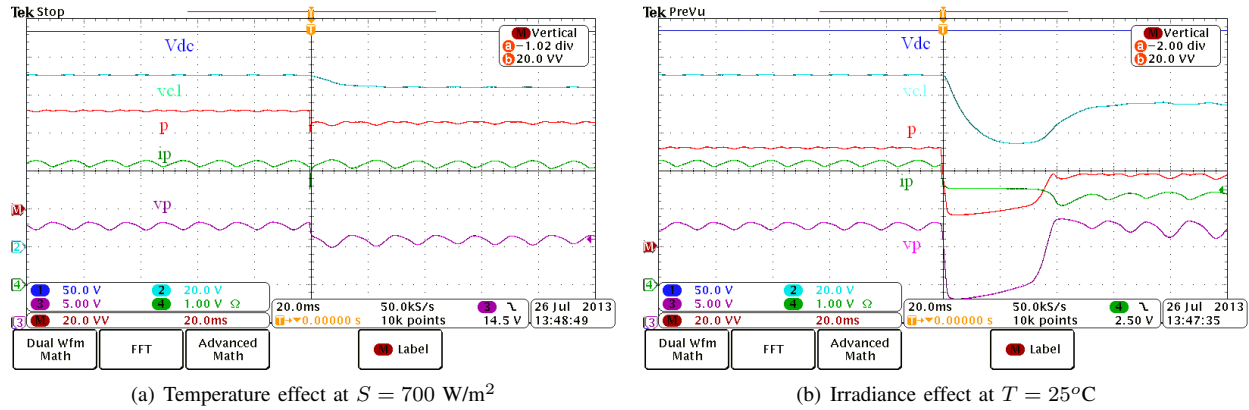 Tek Stop
T
T
Vdc
M Vertical
a -1.02 div
b 20.0 VV
vc1
p
ip
vp
M
2
4
3
1 50.0 V 2 20.0 V
3 5.00 V 4 1.00 V Ω
M 20.0 VV 20.0ms
20.0ms 50.0kS/s 3
T→▼0.00000 s 10k points 14.5 V
26 Jul 2013
13:48:49
Dual Wfm Math
FFT
Advanced Math
M Label
(a) Temperature effect at S = 700 W/m²
Tek PreVu
T
T
Vdc
M Vertical
a -2.00 div
b 20.0 VV
vc1
p
ip
vp
M
4
3
1 50.0 V 2 20.0 V
3 5.00 V 4 1.00 V Ω
M 20.0 VV 20.0ms
20.0ms 50.0kS/s 4
T→▼0.00000 s 10k points 2.50 V
26 Jul 2013
13:47:35
Dual Wfm Math
FFT
Advanced Math
M Label
(b) Irradiance effect at T = 25°C